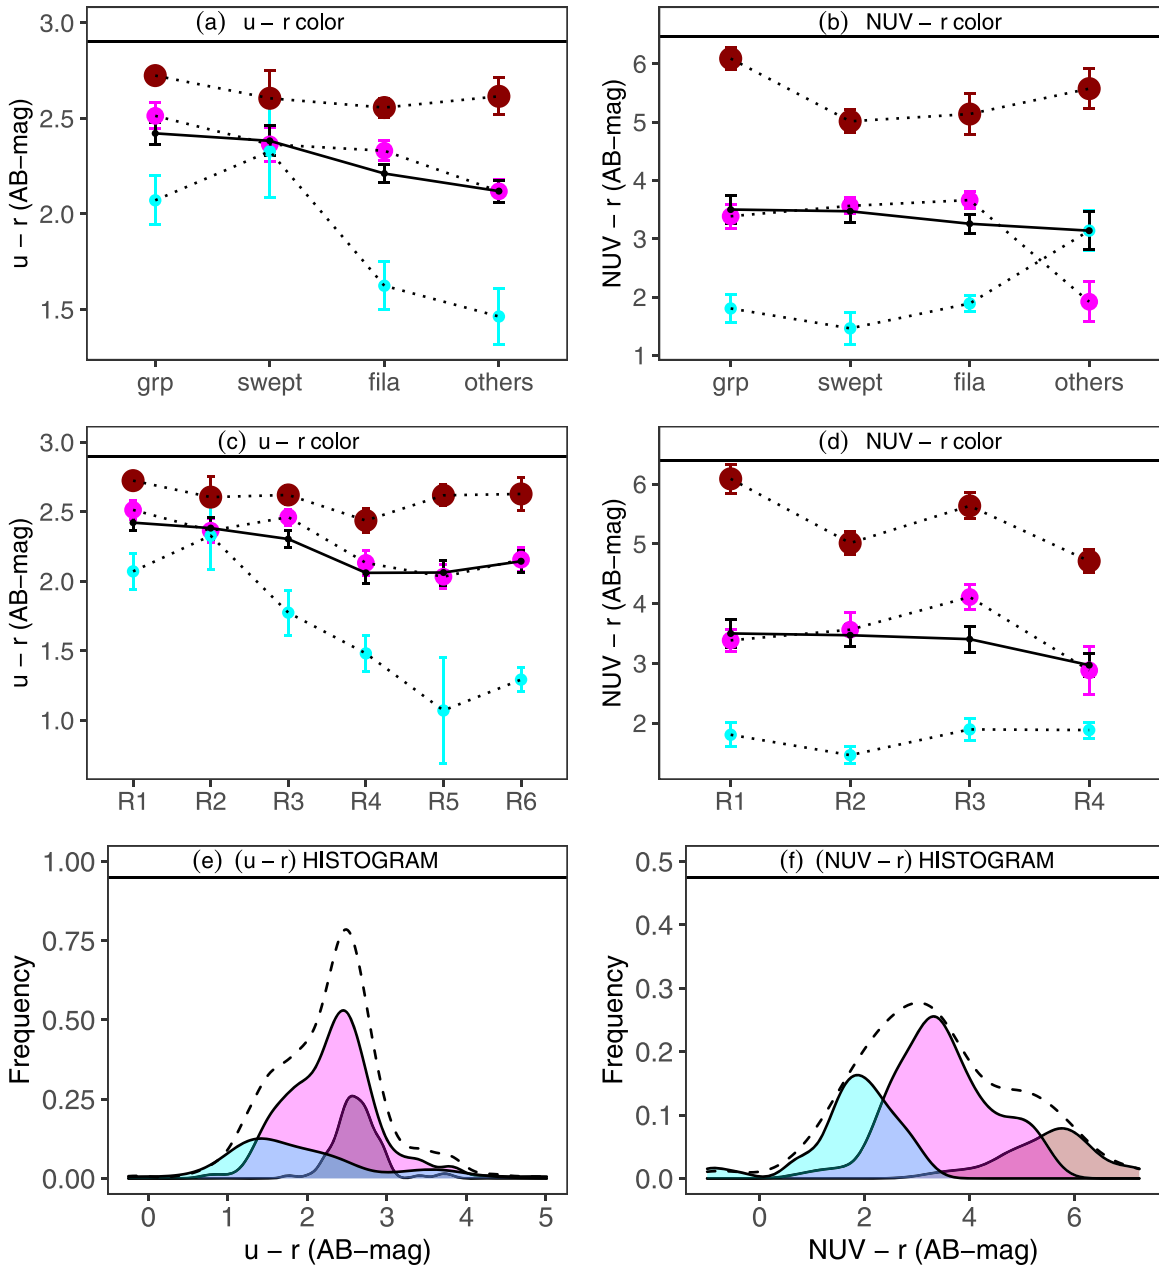 (a) u − r color
3.0
2.5
2.0
1.5
u − r (AB−mag)
grp swept fila others
(b) NUV − r color
6
5
4
3
2
1
NUV − r (AB−mag)
grp swept fila others
(c) u − r color
3.0
2.5
2.0
1.5
1.0
u − r (AB−mag)
R1 R2 R3 R4 R5 R6
(d) NUV − r color
6
5
4
3
2
NUV − r (AB−mag)
R1 R2 R3 R4
(e) (u − r) HISTOGRAM
1.00
0.75
0.50
0.25
0.00
Frequency
0 1 2 3 4 5
u − r (AB−mag)
(f) (NUV − r) HISTOGRAM
0.5
0.4
0.3
0.2
0.1
0.0
Frequency
0 2 4 6
NUV − r (AB−mag)